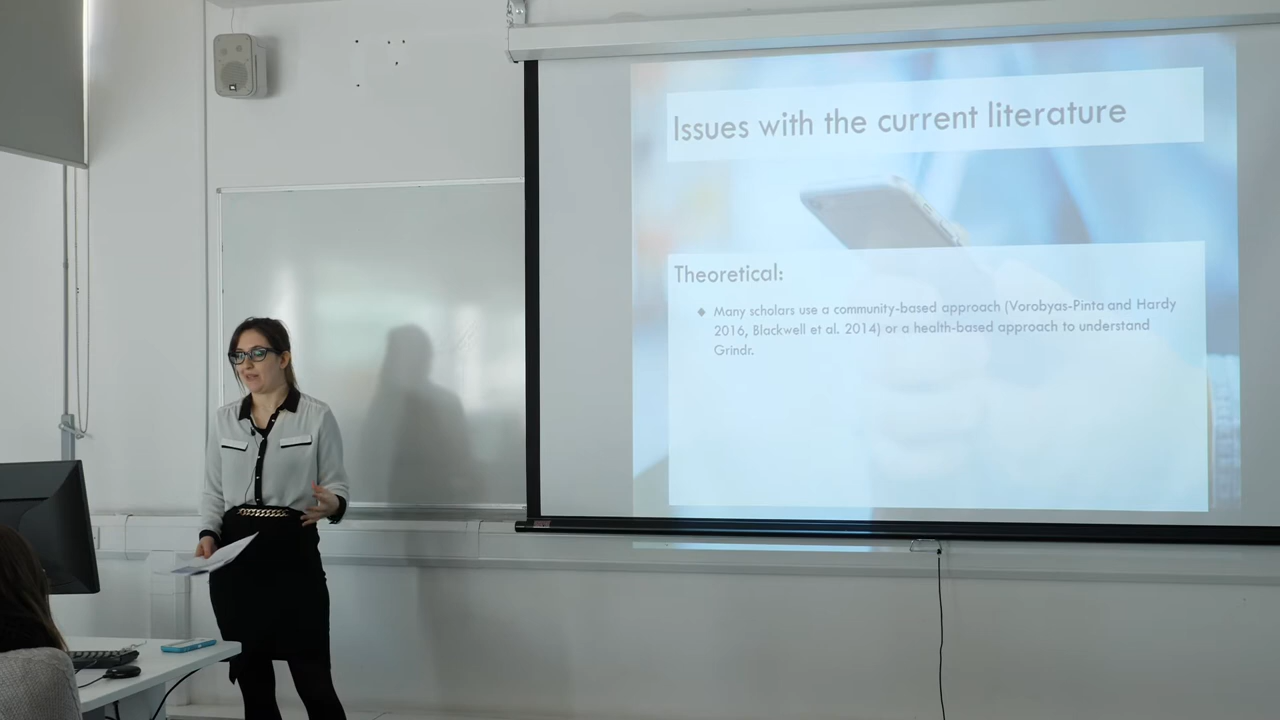 Issues with the current literature
Theoretical:
Many scholars use a community-based approach (Vorobyas-Pinta and Hardy
2016, Blackwell et al. 2014) or a health-based approach to understand
Grindr.